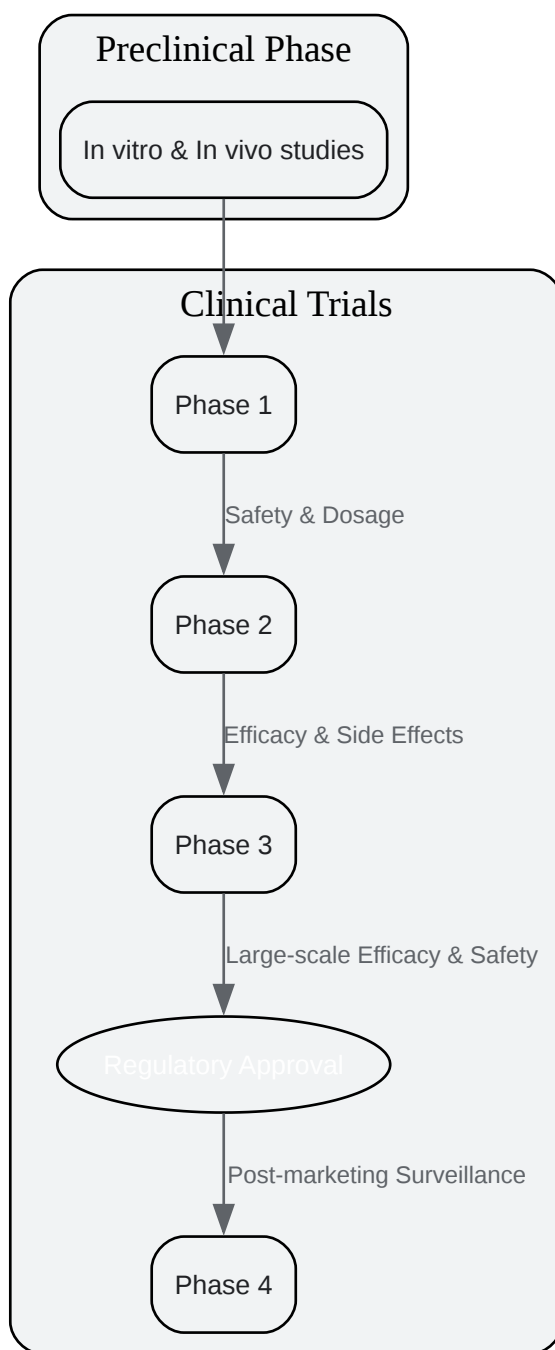 Preclinical Phase
In vitro & In vivo studies
Clinical Trials
Phase 1
Safety & Dosage
Phase 2
Efficacy & Side Effects
Phase 3
Large-scale Efficacy & Safety
Regulatory Approval
Post-marketing Surveillance
Phase 4